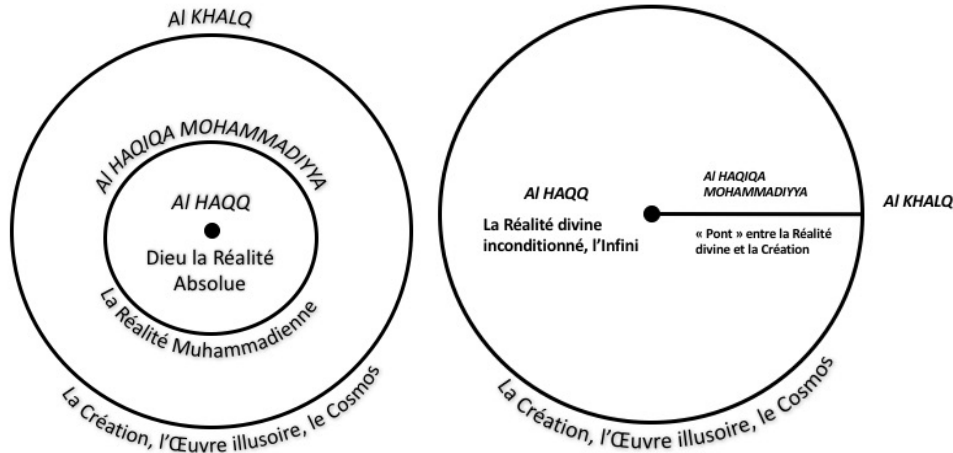 Al KHALQ
Al HAQIQA MOHAMMADIYYA
Al HAQQ
Dieu la Réalité
Absolue
La Réalité Muhammadienne
La Création, l'Œuvre illusoire, le Cosmos
Al HAQQ
La Réalité divine
inconditionné, l'Infini
Al HAQIQA
MOHAMMADIYYA
« Pont » entre la Réalité
divine et la Création
Al KHALQ
La Création, l'Œuvre illusoire, le Cosmos